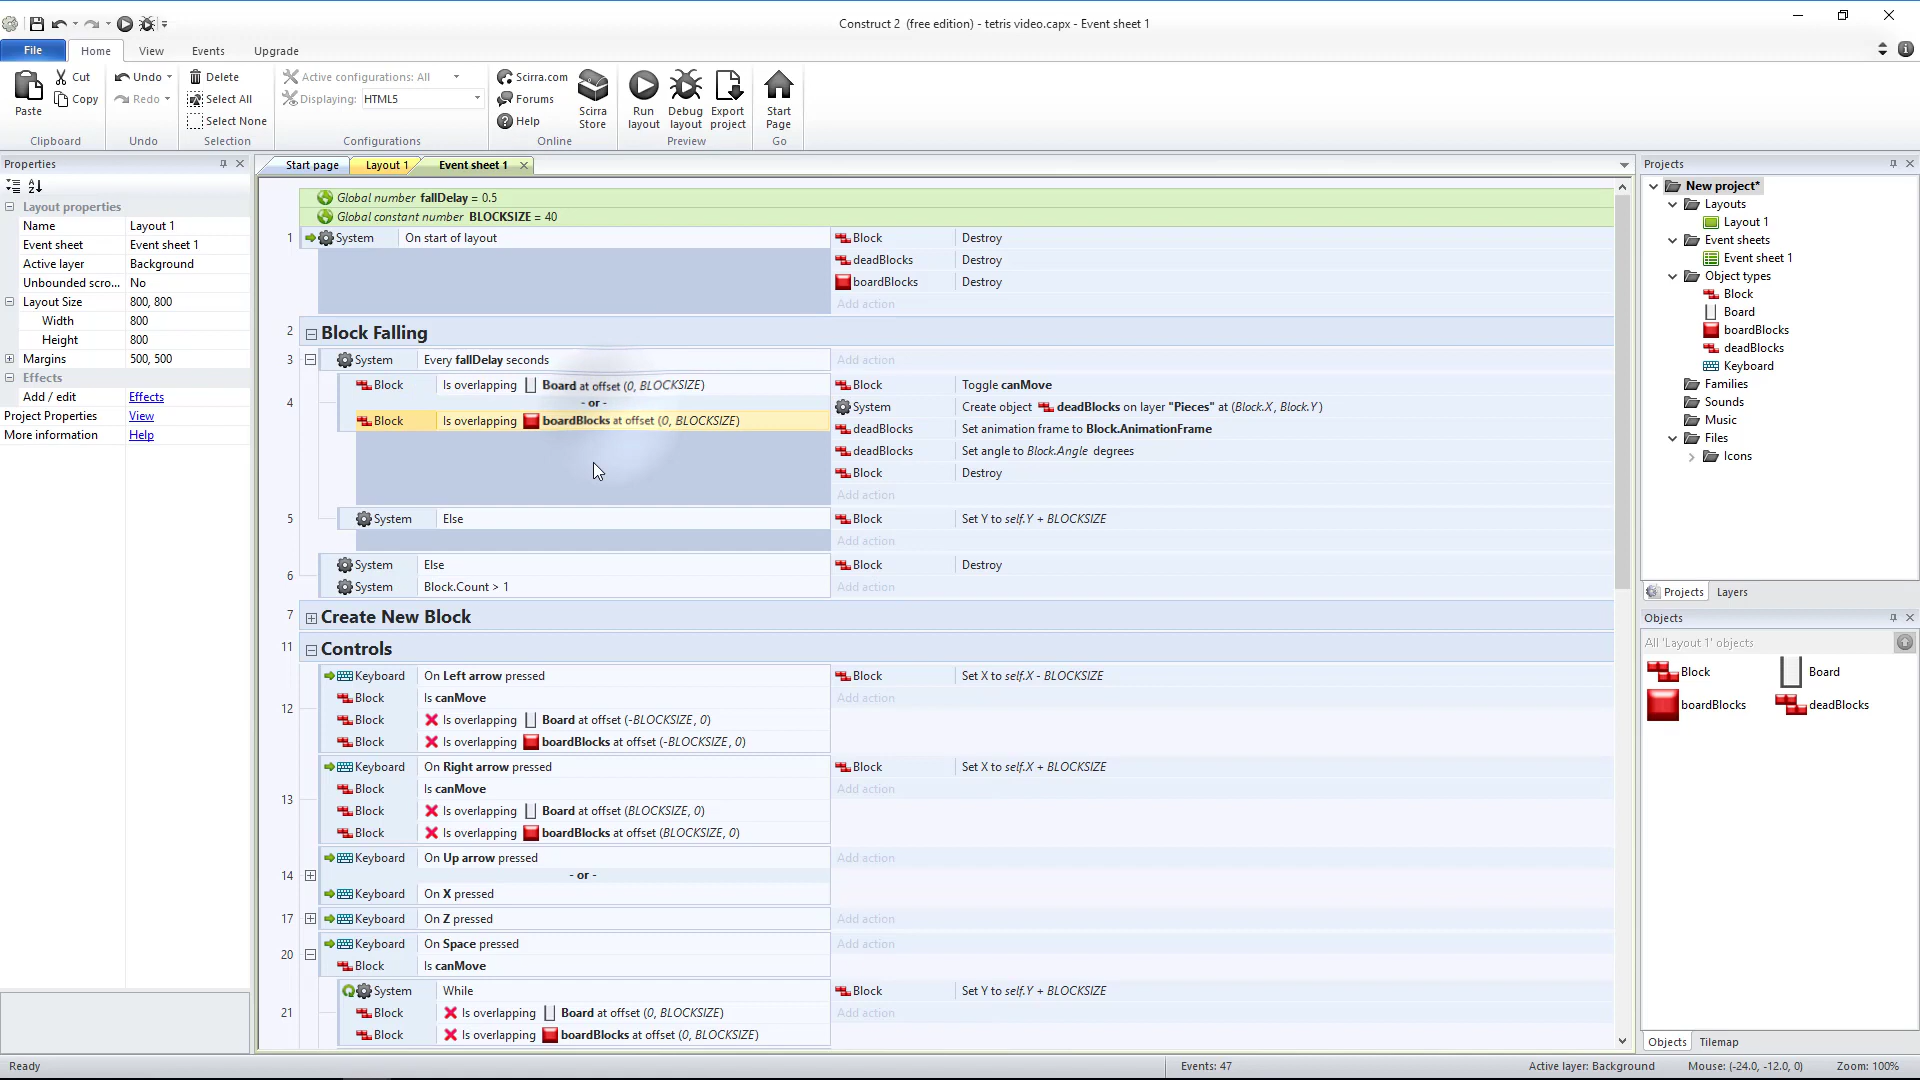 Construct 2  (free edition) - tetris video.capx - Event sheet 1
File Home View Events Upgrade
Paste Cut Copy Clipboard
Undo Redo Undo
Delete Select All Select None Selection
Active configurations: All
Displaying: HTML5
Configurations
Scirra.com Forums Help Scirra Store Online
Run layout Debug layout Export project Preview
Start Page Go
Properties
Layout properties
Name Layout 1
Event sheet Event sheet 1
Active layer Background
Unbounded scro... No
Layout Size 800, 800
Width 800
Height 800
Margins 500, 500
Effects
Add / edit Effects
Project Properties View
More information Help
Start page Layout 1 Event sheet 1
Global number fallDelay = 0.5
Global constant number BLOCKSIZE = 40
1 System On start of layout Block Destroy
deadBlocks Destroy
boardBlocks Destroy
Add action
2 Block Falling
3 System Every fallDelay seconds Add action
Block Is overlapping Board at offset (0, BLOCKSIZE) Block Toggle canMove
4 - or - System Create object deadBlocks on layer "Pieces" at (Block.X, Block.Y)
Block Is overlapping boardBlocks at offset (0, BLOCKSIZE) deadBlocks Set animation frame to Block.AnimationFrame
deadBlocks Set angle to Block.Angle degrees
Block Destroy
Add action
5 System Else Block Set Y to self.Y + BLOCKSIZE
Add action
6 System Else Block Destroy
System Block.Count > 1 Add action
7 Create New Block
11 Controls
12 Keyboard On Left arrow pressed Block Set X to self.X - BLOCKSIZE
Block Is canMove Add action
Block Is overlapping Board at offset (-BLOCKSIZE, 0)
Block Is overlapping boardBlocks at offset (-BLOCKSIZE, 0)
13 Keyboard On Right arrow pressed Block Set X to self.X + BLOCKSIZE
Block Is canMove Add action
Block Is overlapping Board at offset (BLOCKSIZE, 0)
Block Is overlapping boardBlocks at offset (BLOCKSIZE, 0)
14 Keyboard On Up arrow pressed Add action
- or -
Keyboard On X pressed
17 Keyboard On Z pressed Add action
20 Keyboard On Space pressed Add action
Block Is canMove
21 System While Block Set Y to self.Y + BLOCKSIZE
Block Is overlapping Board at offset (0, BLOCKSIZE) Add action
Block Is overlapping boardBlocks at offset (0, BLOCKSIZE)
Projects
New project*
Layouts
Layout 1
Event sheets
Event sheet 1
Object types
Block
Board
boardBlocks
deadBlocks
Keyboard
Families
Sounds
Music
Files
Icons
Projects Layers
Objects
All 'Layout 1' objects
Block Board
boardBlocks deadBlocks
Objects Tilemap
Ready Events: 47 Active layer: Background Mouse: (-24.0, -12.0, 0) Zoom: 100%